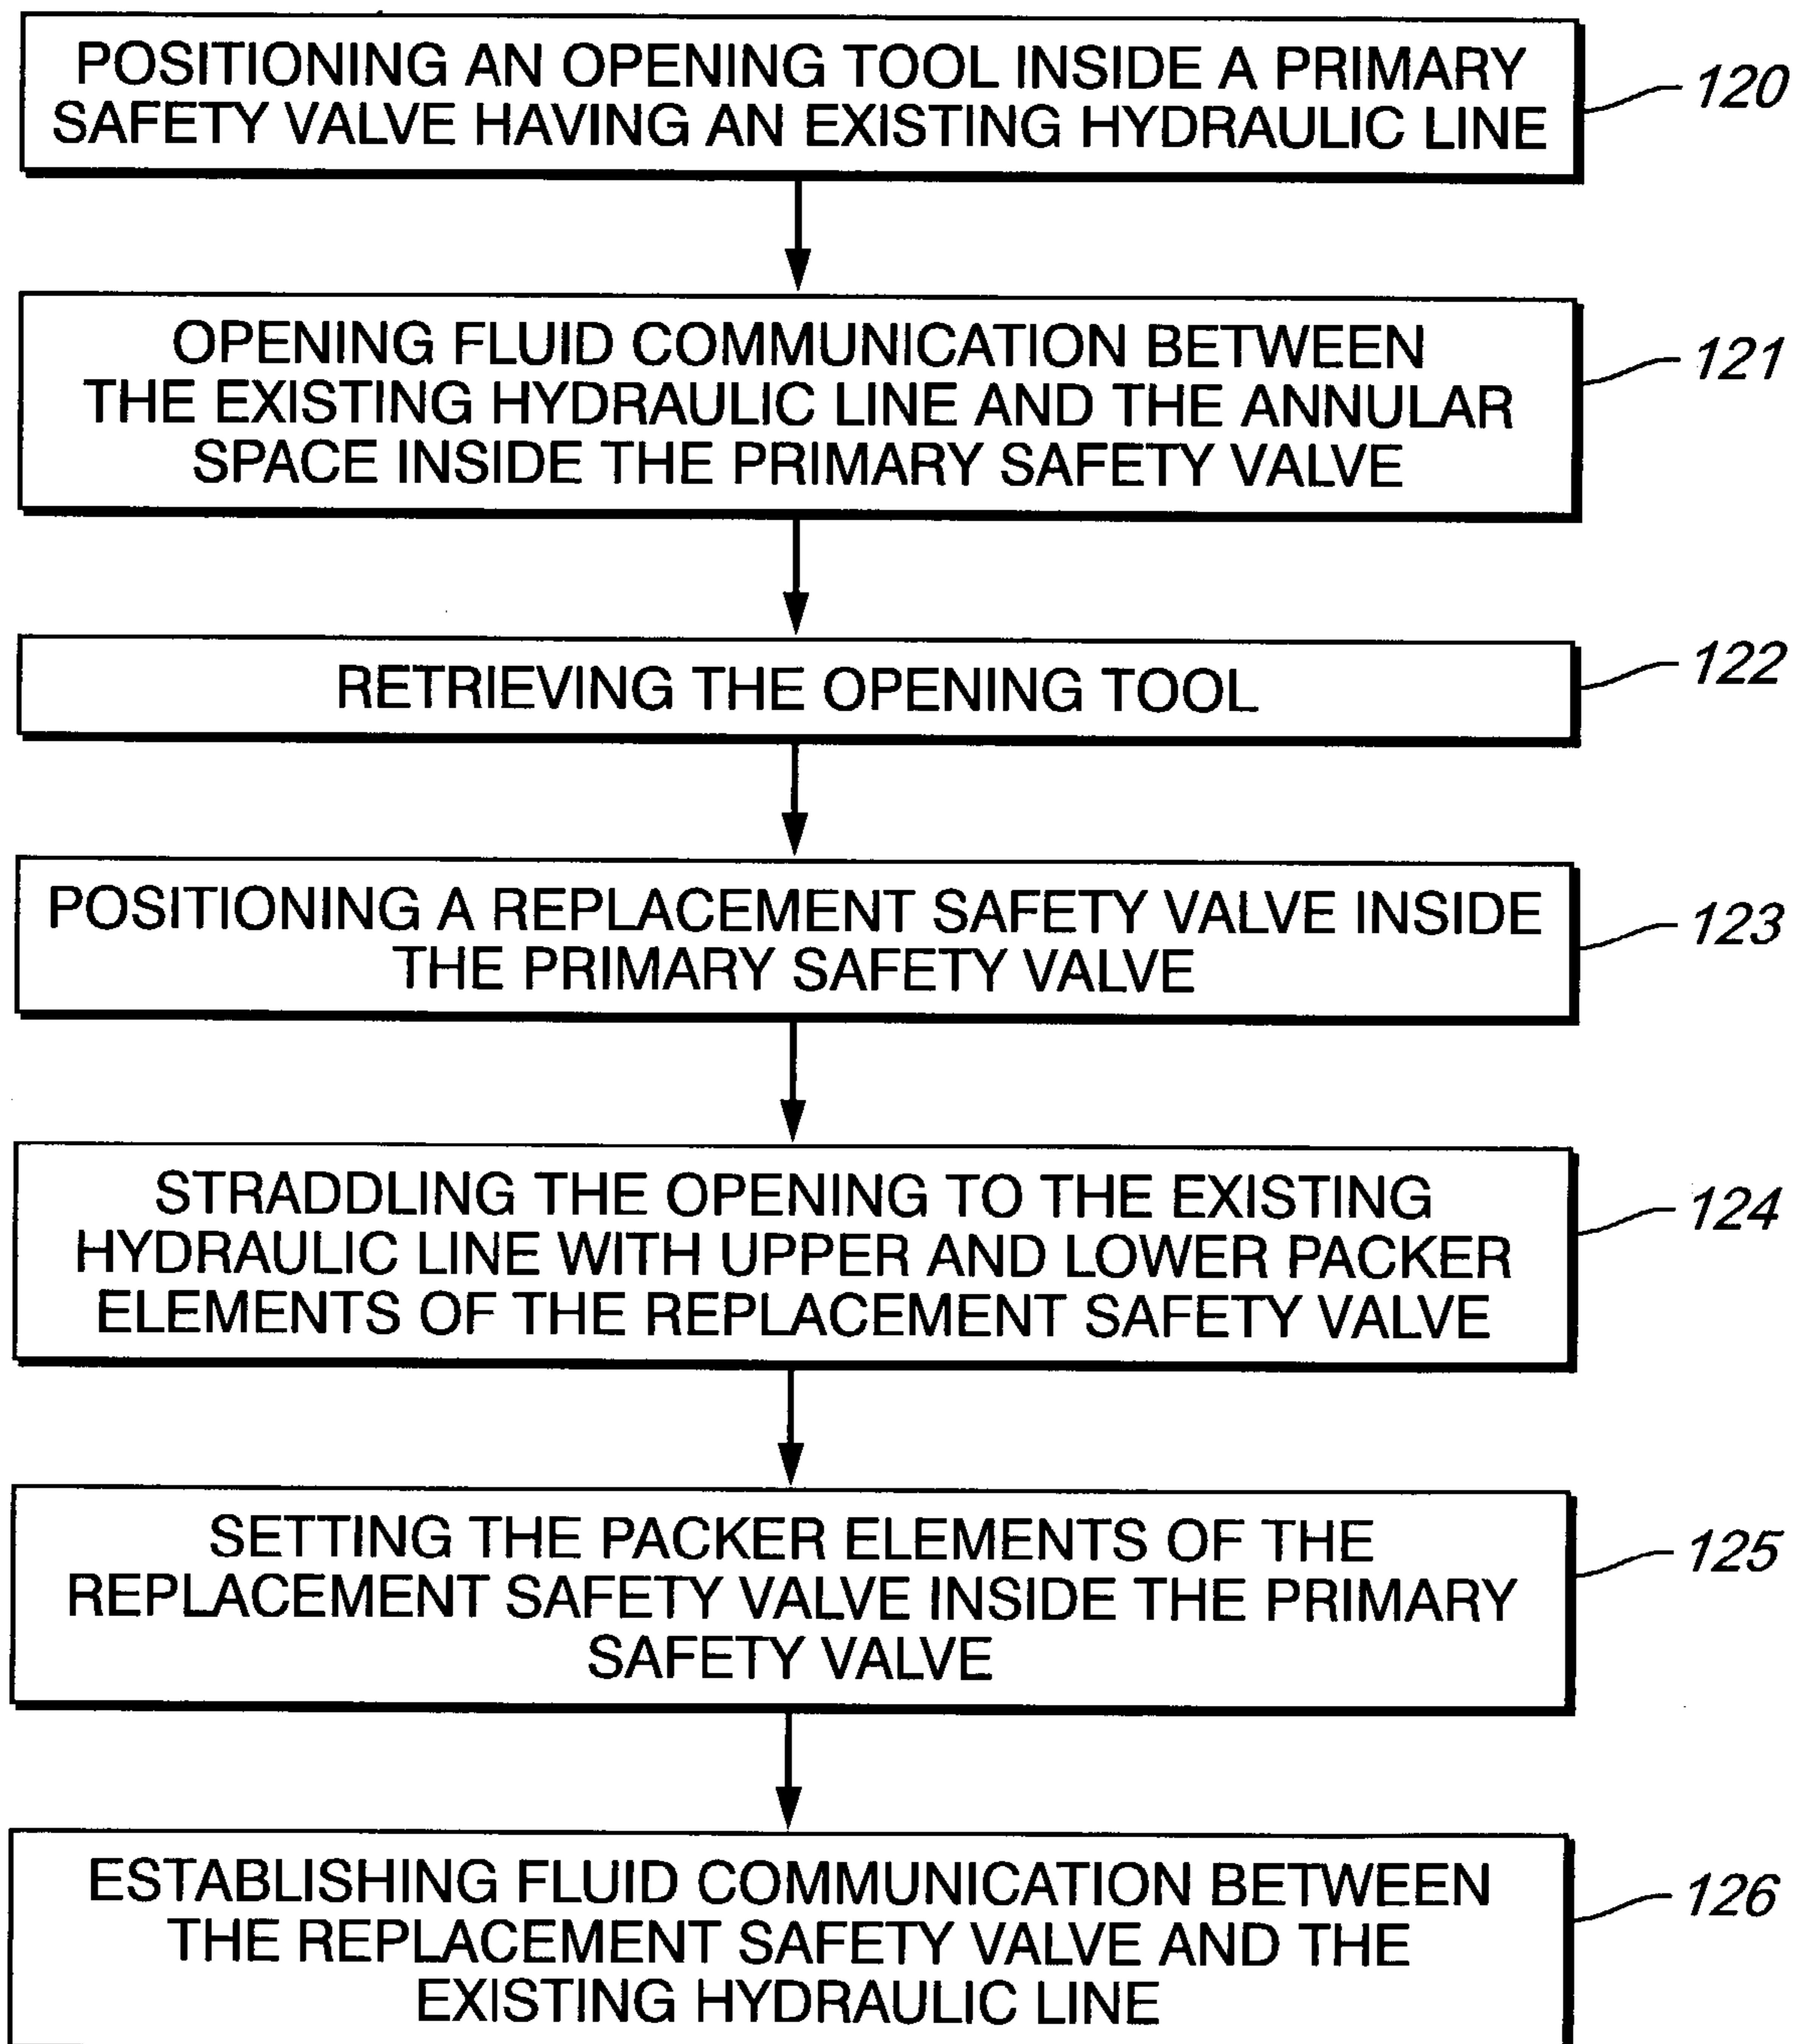 POSITIONING AN OPENING TOOL INSIDE A PRIMARY
SAFETY VALVE HAVING AN EXISTING HYDRAULIC LINE
120
OPENING FLUID COMMUNICATION BETWEEN
THE EXISTING HYDRAULIC LINE AND THE ANNULAR
SPACE INSIDE THE PRIMARY SAFETY VALVE
121
RETRIEVING THE OPENING TOOL
122
POSITIONING A REPLACEMENT SAFETY VALVE INSIDE
THE PRIMARY SAFETY VALVE
123
STRADDLING THE OPENING TO THE EXISTING
HYDRAULIC LINE WITH UPPER AND LOWER PACKER
ELEMENTS OF THE REPLACEMENT SAFETY VALVE
124
SETTING THE PACKER ELEMENTS OF THE
REPLACEMENT SAFETY VALVE INSIDE THE PRIMARY
SAFETY VALVE
125
ESTABLISHING FLUID COMMUNICATION BETWEEN
THE REPLACEMENT SAFETY VALVE AND THE
EXISTING HYDRAULIC LINE
126